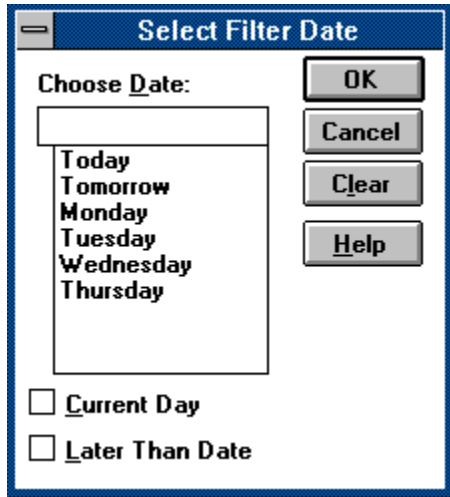 Select Filter Date
Choose Date:
Today
Tomorrow
Monday
Tuesday
Wednesday
Thursday
Current Day
Later Than Date
OK
Cancel
Clear
Help